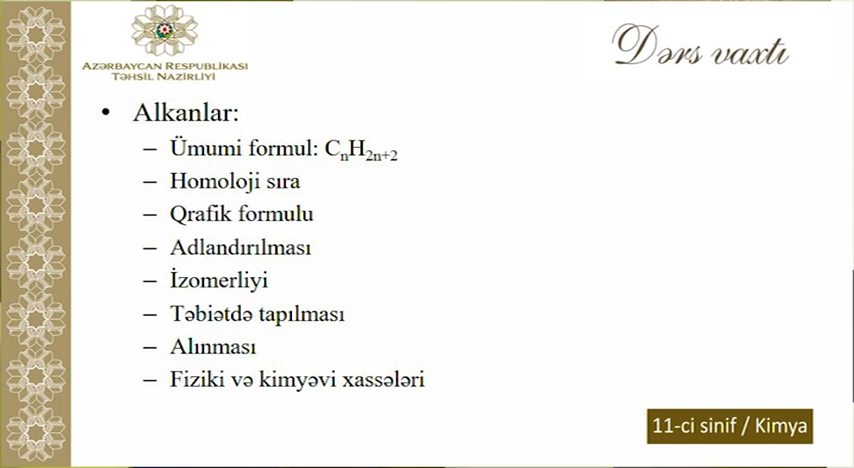 AZƏRBAYCAN RESPUBLİKASI
TƏHSİL NAZİRLİYİ
Dərs vaxtı
• Alkanlar:
– Ümumi formul: CₙH₂ₙ₊₂
– Homoloji sıra
– Qrafik formulu
– Adlandırılması
– İzomerliyi
– Təbiətdə tapılması
– Alınması
– Fiziki və kimyəvi xassələri
11-ci sinif / Kimya